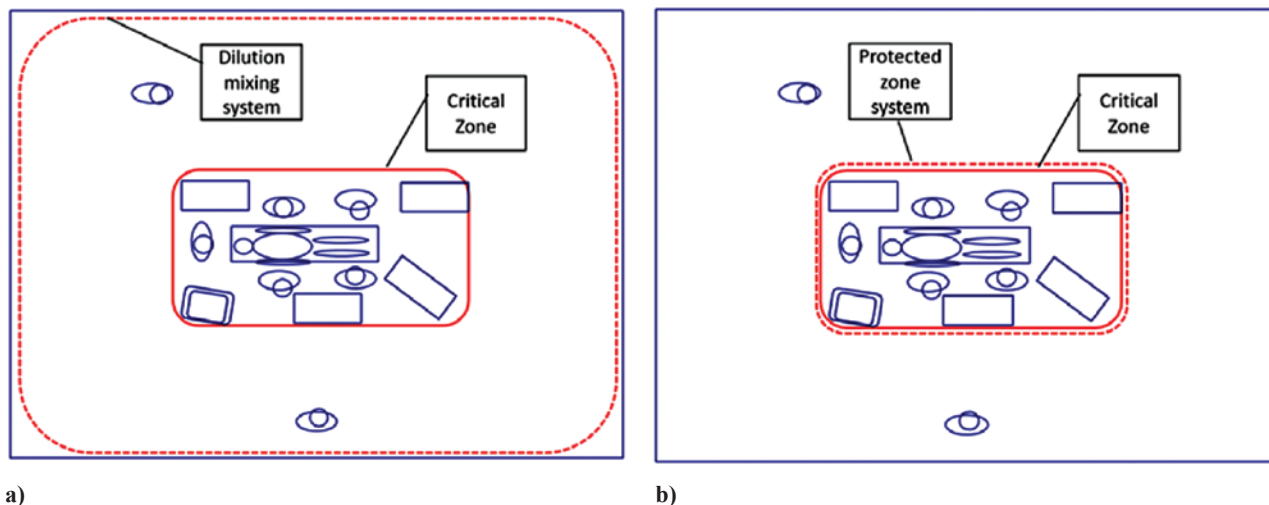 Dilution
mixing
system
Critical
Zone
a)
Protected
zone
system
Critical
Zone
b)